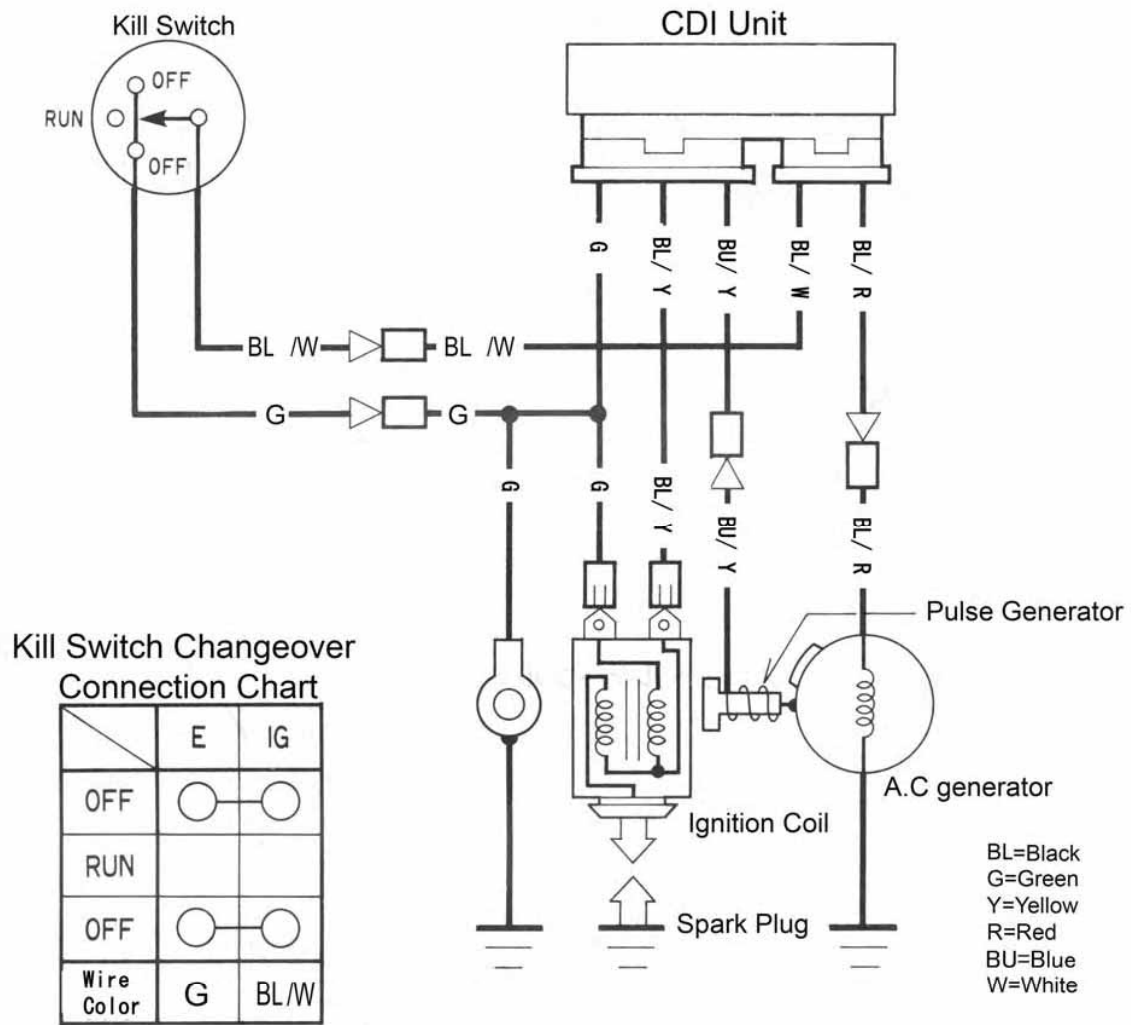 Kill Switch
CDI Unit
OFF
RUN
OFF
G
BL/Y
BU/Y
BL/W
BL/R
BL /W
BL /W
G
G
G
G
BL/Y
BU/Y
BL/R
Pulse Generator
Kill Switch Changeover
Connection Chart
E IG
OFF
RUN
OFF
Wire
Color
G BL/W
A.C generator
Ignition Coil
Spark Plug
BL=Black
G=Green
Y=Yellow
R=Red
BU=Blue
W=White